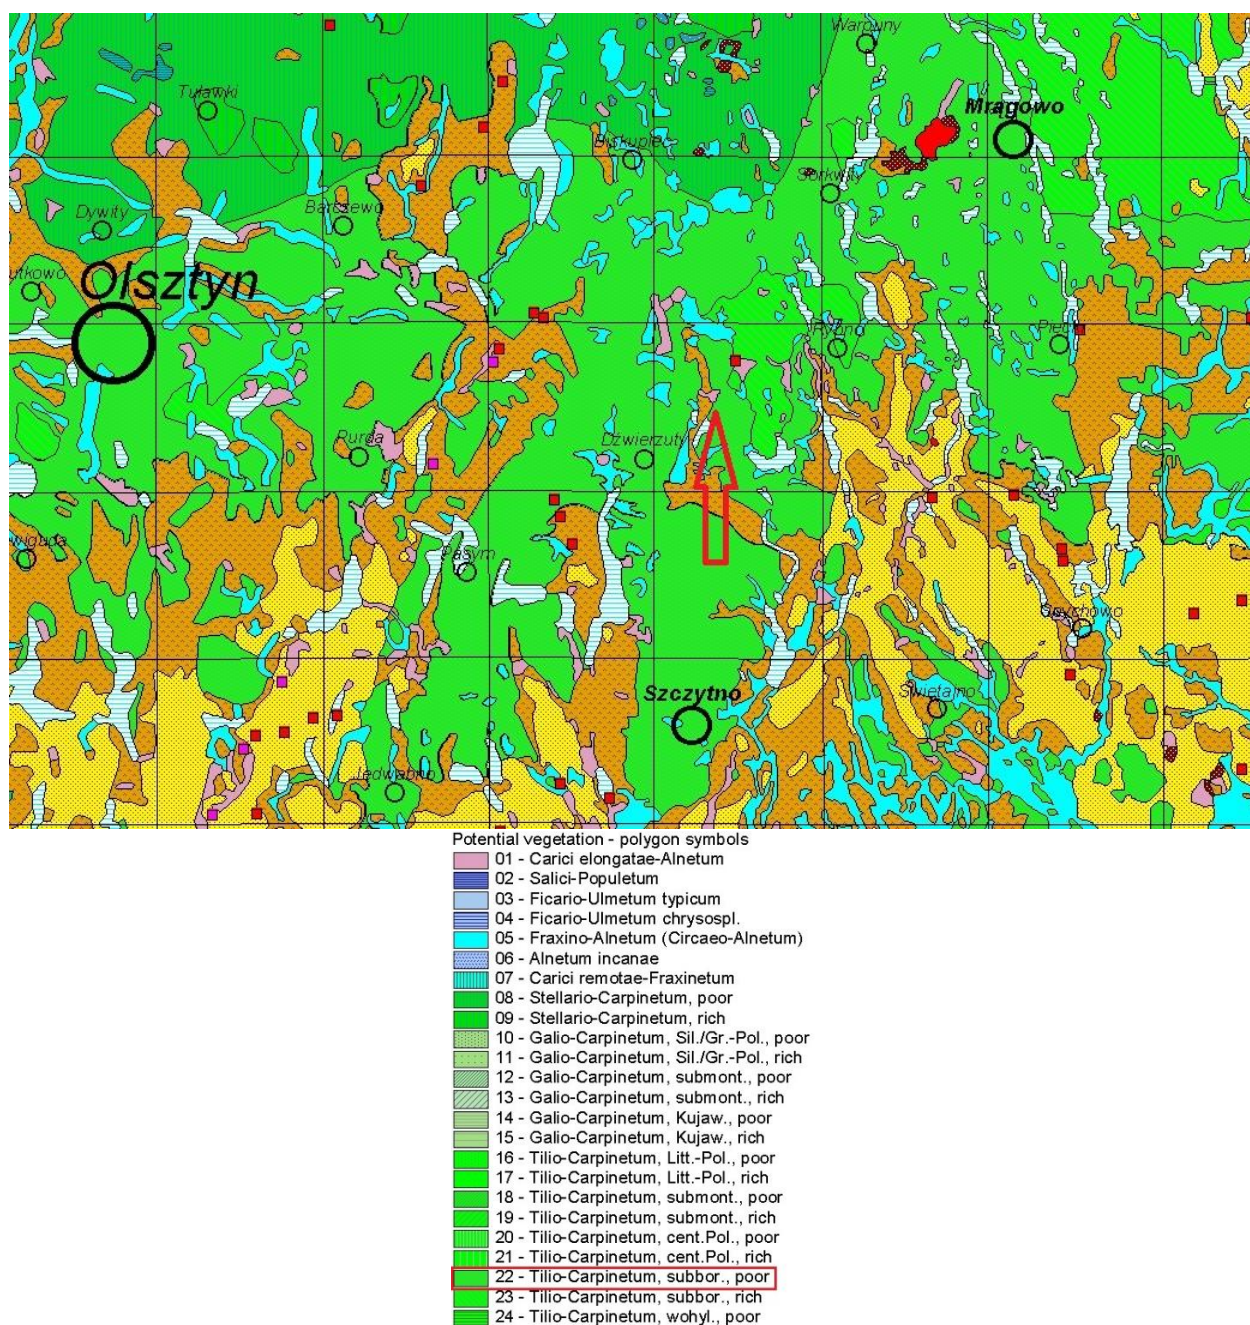 Warpuny
Tuławki
Mrągowo
Biskupiec
Sorkwity
Barczewo
Dywity
Olsztyn
utkowo
Rybno
Piecki
Purda
Dźwierzuty
Pasym
wiguda
Spychowo
Szczytno
Świętajno
Jedwabno
Potential vegetation - polygon symbols
01 - Carici elongatae-Alnetum
02 - Salici-Populetum
03 - Ficario-Ulmetum typicum
04 - Ficario-Ulmetum chrysospl.
05 - Fraxino-Alnetum (Circaeo-Alnetum)
06 - Alnetum incanae
07 - Carici remotae-Fraxinetum
08 - Stellario-Carpinetum, poor
09 - Stellario-Carpinetum, rich
10 - Galio-Carpinetum, Sil./Gr.-Pol., poor
11 - Galio-Carpinetum, Sil./Gr.-Pol., rich
12 - Galio-Carpinetum, submont., poor
13 - Galio-Carpinetum, submont., rich
14 - Galio-Carpinetum, Kujaw., poor
15 - Galio-Carpinetum, Kujaw., rich
16 - Tilio-Carpinetum, Litt.-Pol., poor
17 - Tilio-Carpinetum, Litt.-Pol., rich
18 - Tilio-Carpinetum, submont., poor
19 - Tilio-Carpinetum, submont., rich
20 - Tilio-Carpinetum, cent.Pol., poor
21 - Tilio-Carpinetum, cent.Pol., rich
22 - Tilio-Carpinetum, subbor., poor
23 - Tilio-Carpinetum, subbor., rich
24 - Tilio-Carpinetum, wohyl., poor